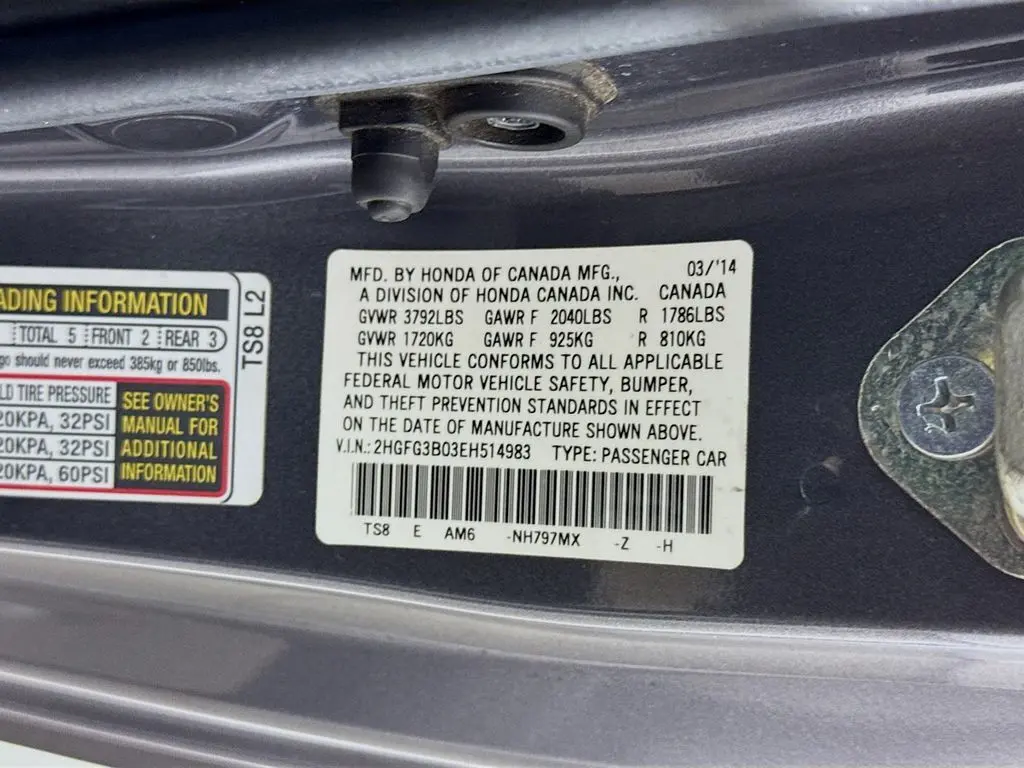 ADING INFORMATION
TOTAL 5 FRONT 2 REAR 3
go should never exceed 385kg or 850lbs.
LD TIRE PRESSURE
20KPA, 32PSI
20KPA, 32PSI
20KPA, 60PSI
SEE OWNER'S
MANUAL FOR
ADDITIONAL
INFORMATION
TS8 L2
MFD. BY HONDA OF CANADA MFG., 03/'14
A DIVISION OF HONDA CANADA INC. CANADA
GVWR 3792LBS GAWR F 2040LBS R 1786LBS
GVWR 1720KG GAWR F 925KG R 810KG
THIS VEHICLE CONFORMS TO ALL APPLICABLE
FEDERAL MOTOR VEHICLE SAFETY, BUMPER,
AND THEFT PREVENTION STANDARDS IN EFFECT
ON THE DATE OF MANUFACTURE SHOWN ABOVE.
V.I.N.: 2HGFG3B03EH514983 TYPE: PASSENGER CAR
TS8 E AM6 -NH797MX -Z -H